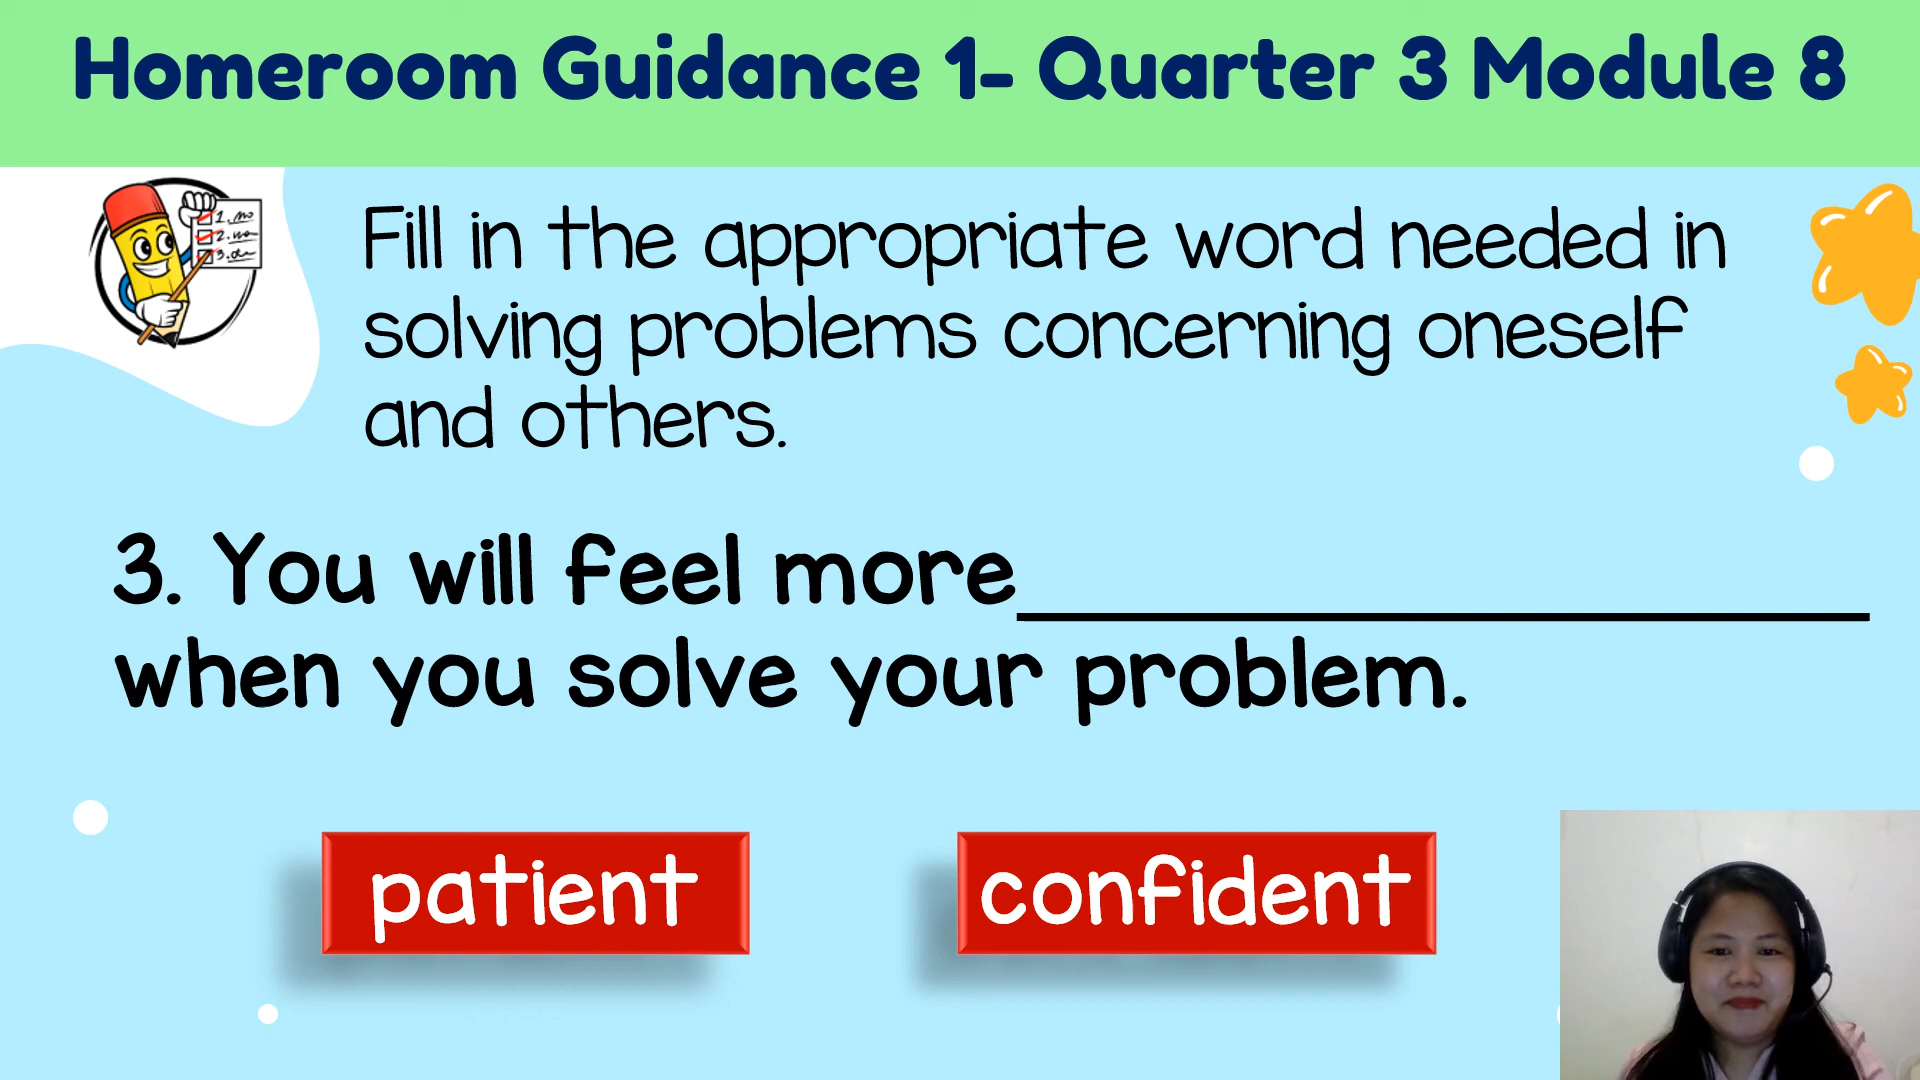 Homeroom Guidance 1- Quarter 3 Module 8
Fill in the appropriate word needed in
solving problems concerning oneself
and others.
3. You will feel more
when you solve your problem.
patient
confident